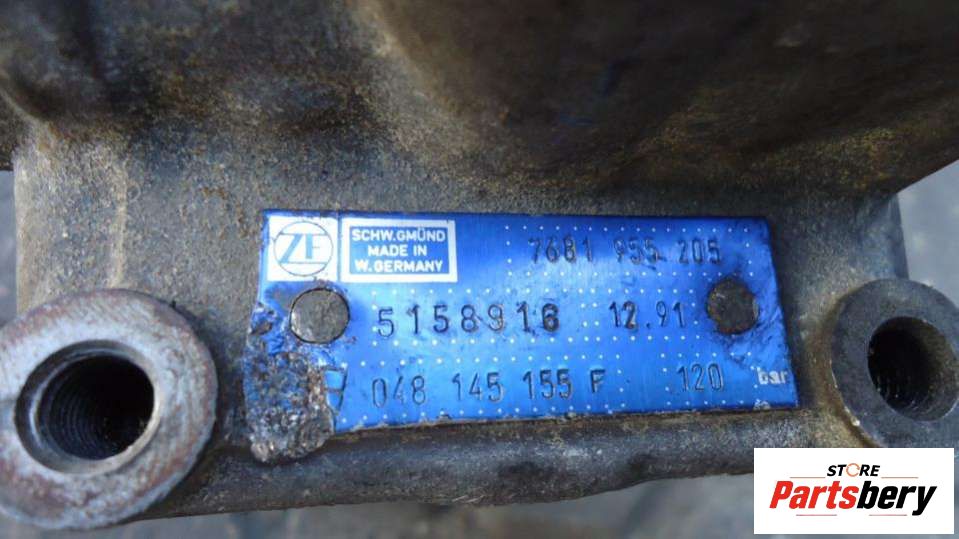 ZF
SCHW.GMÜND
MADE IN
W.GERMANY
7681 955 205
5158916 12.91
048 145 155 F 120 bar
STORE
Partsbery